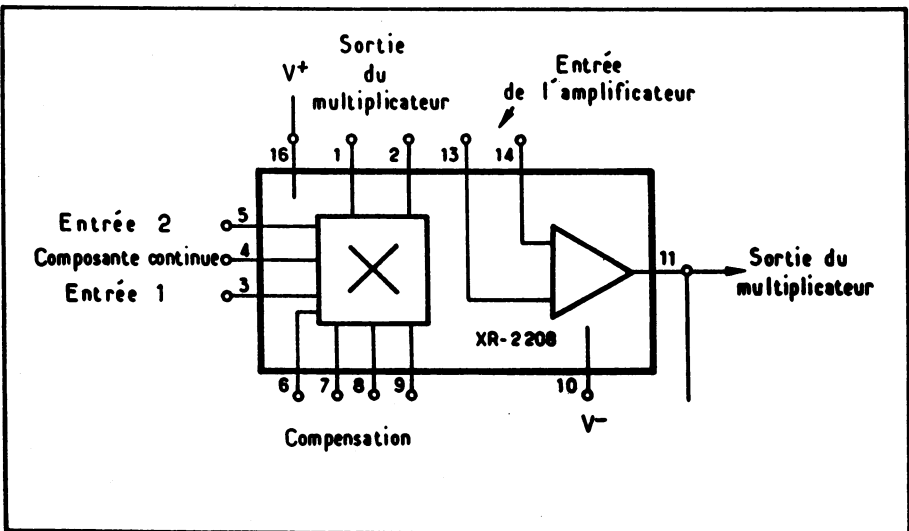 Sortie
du
multiplicateur
V+
Entrée
de l'amplificateur
16
1
2
13
14
Entrée 2
5
Composante continue
4
Entrée 1
3
11
Sortie du
multiplicateur
XR-2208
6
7
8
9
10
V-
Compensation